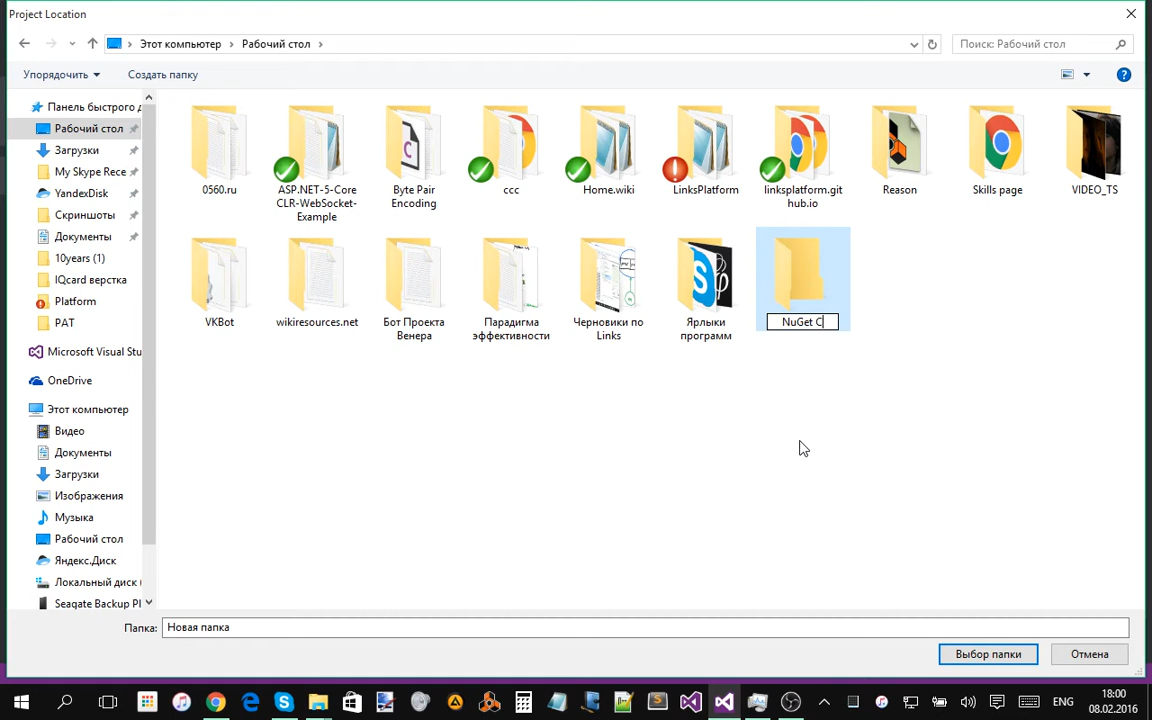 Project Location
Этот компьютер
Рабочий стол
Поиск: Рабочий стол
Упорядочить
Создать папку
Панель быстрого д
Рабочий стол
Загрузки
My Skype Rece
YandexDisk
Скриншоты
Документы
10years (1)
IQcard верстка
Platform
PAT
Microsoft Visual Stu
OneDrive
Этот компьютер
Видео
Документы
Загрузки
Изображения
Музыка
Рабочий стол
Яндекс.Диск
Локальный диск (
Seagate Backup Pl
0560.ru
ASP.NET-5-Core
CLR-WebSocket-
Example
Byte Pair
Encoding
ccc
Home.wiki
LinksPlatform
linksplatform.git
hub.io
Reason
Skills page
VIDEO_TS
VKBot
wikiresources.net
Бот Проекта
Венера
Парадигма
эффективности
Черновики по
Links
Ярлыки
программ
NuGet C
Папка:
Новая папка
Выбор папки
Отмена
ENG
18:00
08.02.2016